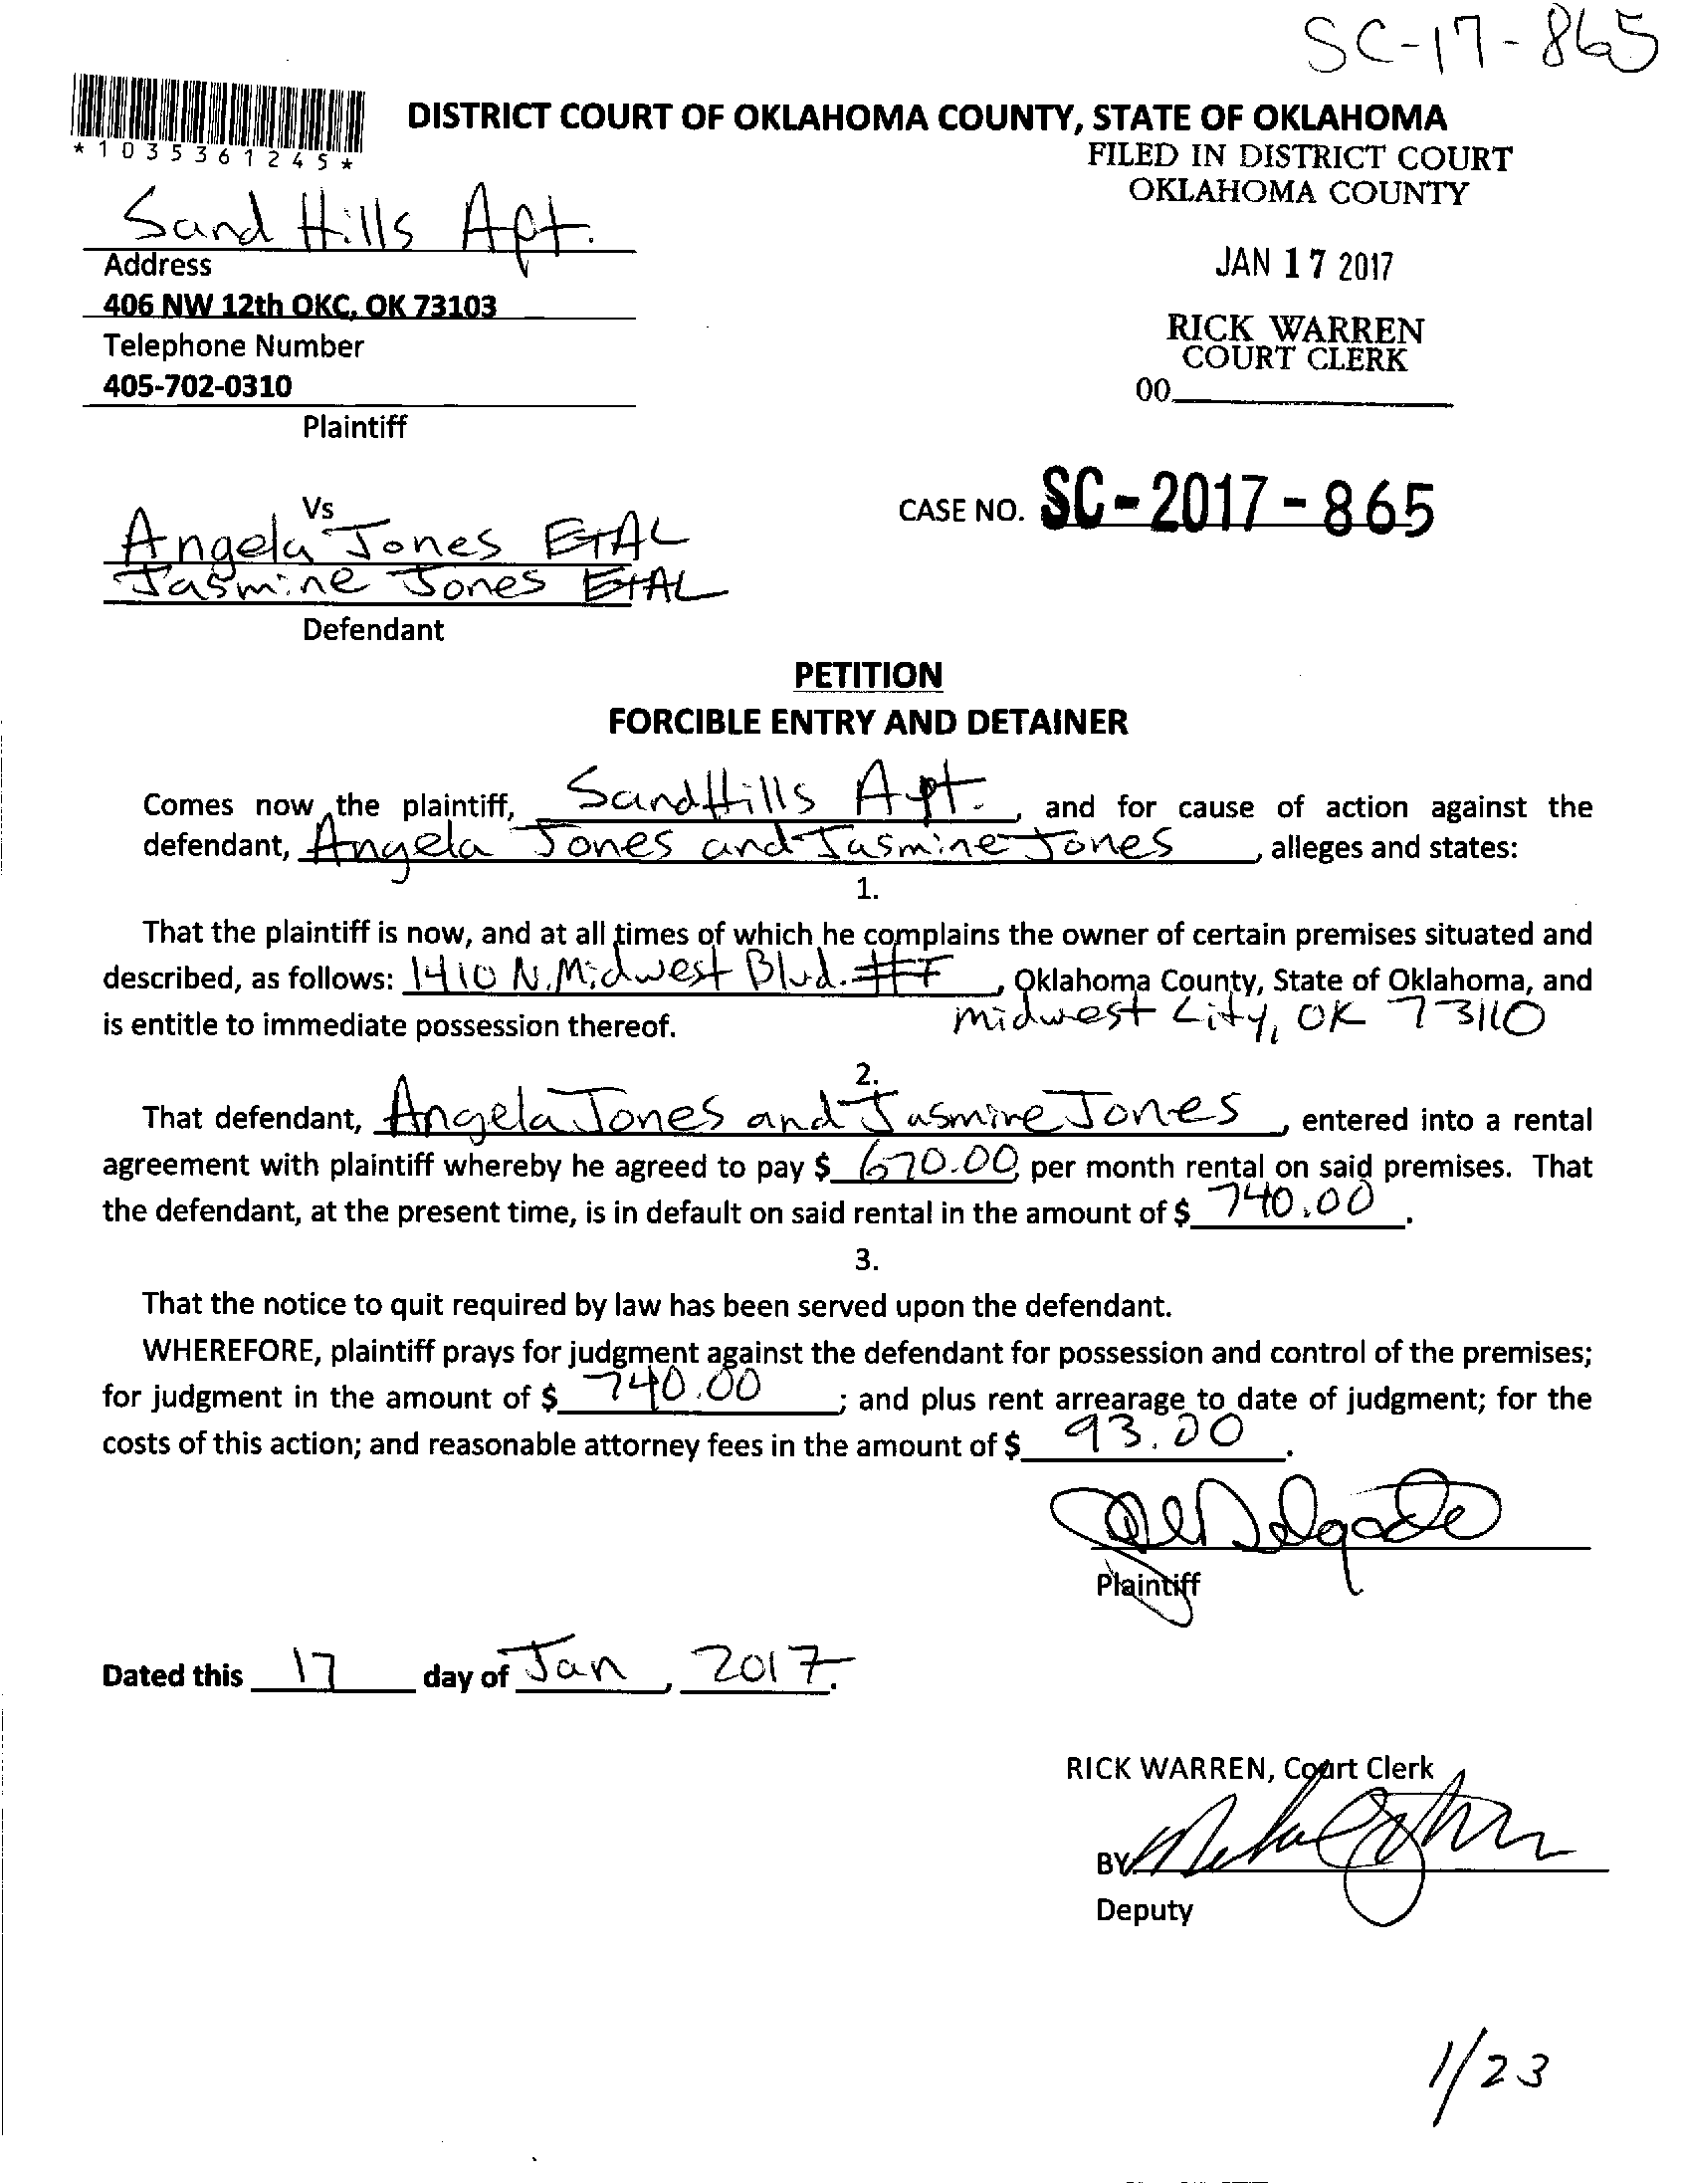 SC-17-865
DISTRICT COURT OF OKLAHOMA COUNTY, STATE OF OKLAHOMA
*1035361245*
FILED IN DISTRICT COURT
OKLAHOMA COUNTY
Sand Hills Apt.
Address
JAN 17 2017
406 NW 12th OKC, OK 73103
Telephone Number
RICK WARREN
COURT CLERK
405-702-0310
00
Plaintiff
Vs
CASE NO. SC-2017-865
Angela Jones EtAL
Jasmine Jones EtAL
Defendant
PETITION
FORCIBLE ENTRY AND DETAINER
Comes now the plaintiff, SandHills Apt., and for cause of action against the
defendant, Angela Jones and Jasmine Jones, alleges and states:
1.
That the plaintiff is now, and at all times of which he complains the owner of certain premises situated and
described, as follows: 1410 N. Midwest Blvd. #F, Oklahoma County, State of Oklahoma, and
is entitle to immediate possession thereof. Midwest City, OK 73110
2.
That defendant, Angela Jones and Jasmine Jones, entered into a rental
agreement with plaintiff whereby he agreed to pay $ 670.00, per month rental on said premises. That
the defendant, at the present time, is in default on said rental in the amount of $ 740.00.
3.
That the notice to quit required by law has been served upon the defendant.
WHEREFORE, plaintiff prays for judgment against the defendant for possession and control of the premises;
for judgment in the amount of $ 740.00; and plus rent arrearage to date of judgment; for the
costs of this action; and reasonable attorney fees in the amount of $ 93.00.
Delgado
Plaintiff
Dated this 17 day of Jan, 2017.
RICK WARREN, Court Clerk
BY:
Deputy
1/23